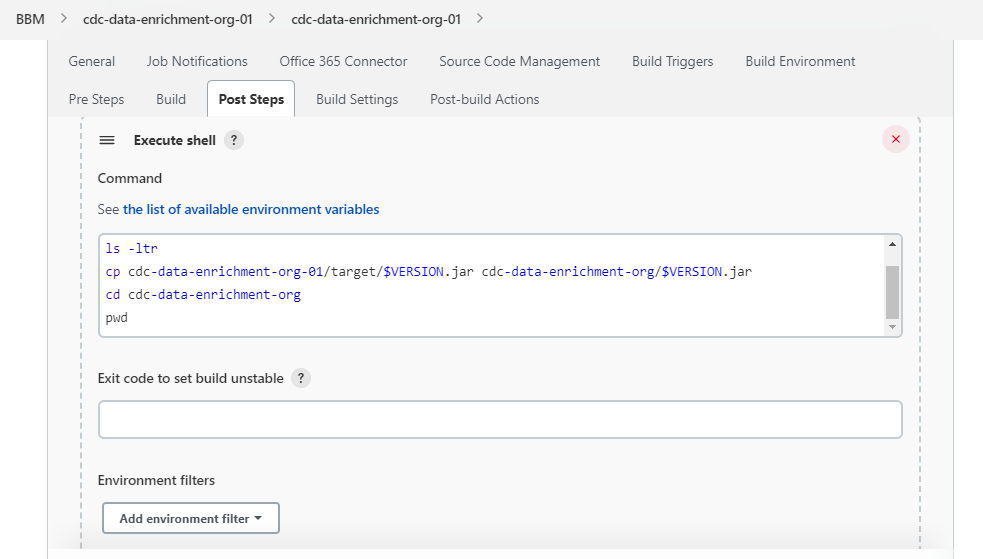 BBM > cdc-data-enrichment-org-01 > cdc-data-enrichment-org-01 >
General Job Notifications Office 365 Connector Source Code Management Build Triggers Build Environment
Pre Steps Build Post Steps Build Settings Post-build Actions
Execute shell ?
Command
See the list of available environment variables
ls -ltr
cp cdc-data-enrichment-org-01/target/$VERSION.jar cdc-data-enrichment-org/$VERSION.jar
cd cdc-data-enrichment-org
pwd
Exit code to set build unstable ?
Environment filters
Add environment filter